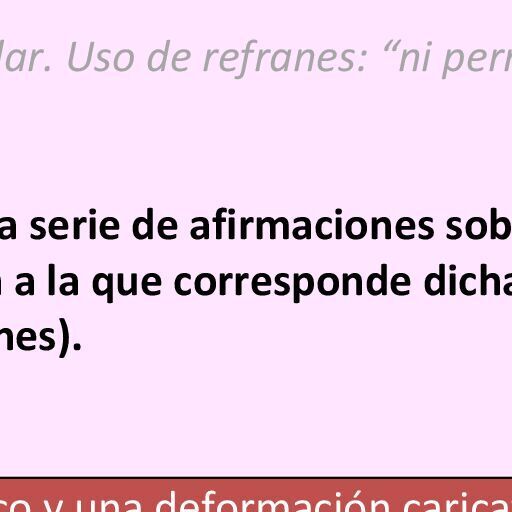 lar. Uso de refranes: “ni perr
a serie de afirmaciones sob
a la que corresponde dicha
nes).
co y una deformación carica